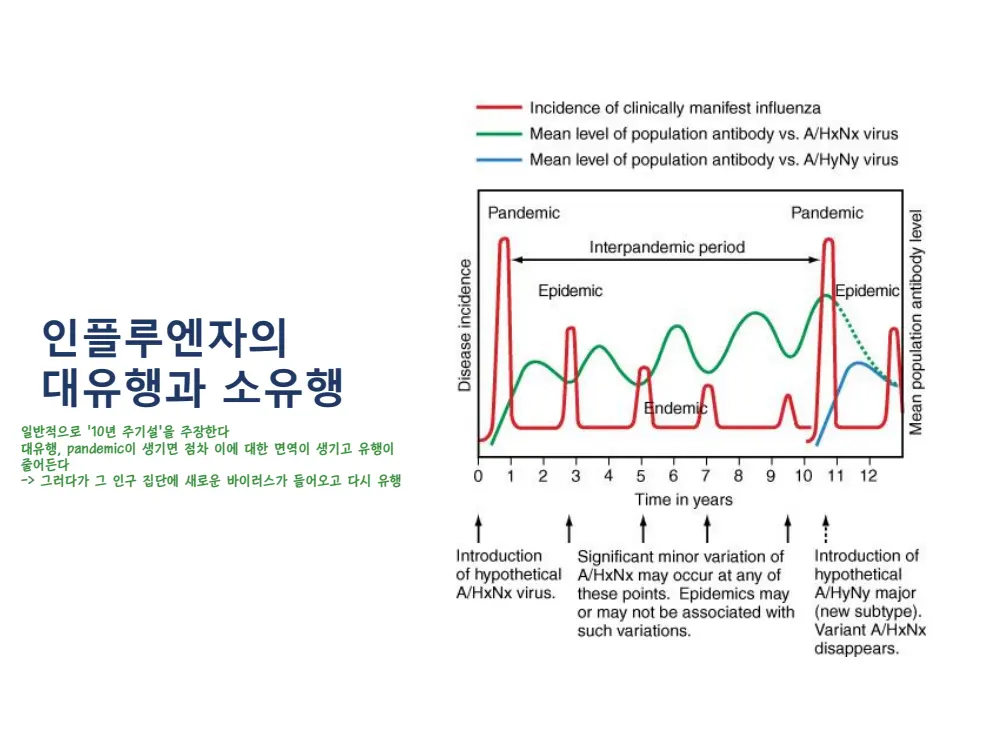 인플루엔자의
대유행과 소유행
일반적으로 '10년 주기설'을 주장한다
대유행, pandemic이 생기면 점차 이에 대한 면역이 생기고 유행이
줄어든다
-> 그러다가 그 인구 집단에 새로운 바이러스가 들어오고 다시 유행
Incidence of clinically manifest influenza
Mean level of population antibody vs. A/HxNx virus
Mean level of population antibody vs. A/HyNy virus
Pandemic
Pandemic
Interpandemic period
Epidemic
Epidemic
Endemic
Disease incidence
Mean population antibody level
0 1 2 3 4 5 6 7 8 9 10 11 12
Time in years
Introduction
of hypothetical
A/HxNx virus.
Significant minor variation of
A/HxNx may occur at any of
these points. Epidemics may
or may not be associated with
such variations.
Introduction of
hypothetical
A/HyNy major
(new subtype).
Variant A/HxNx
disappears.